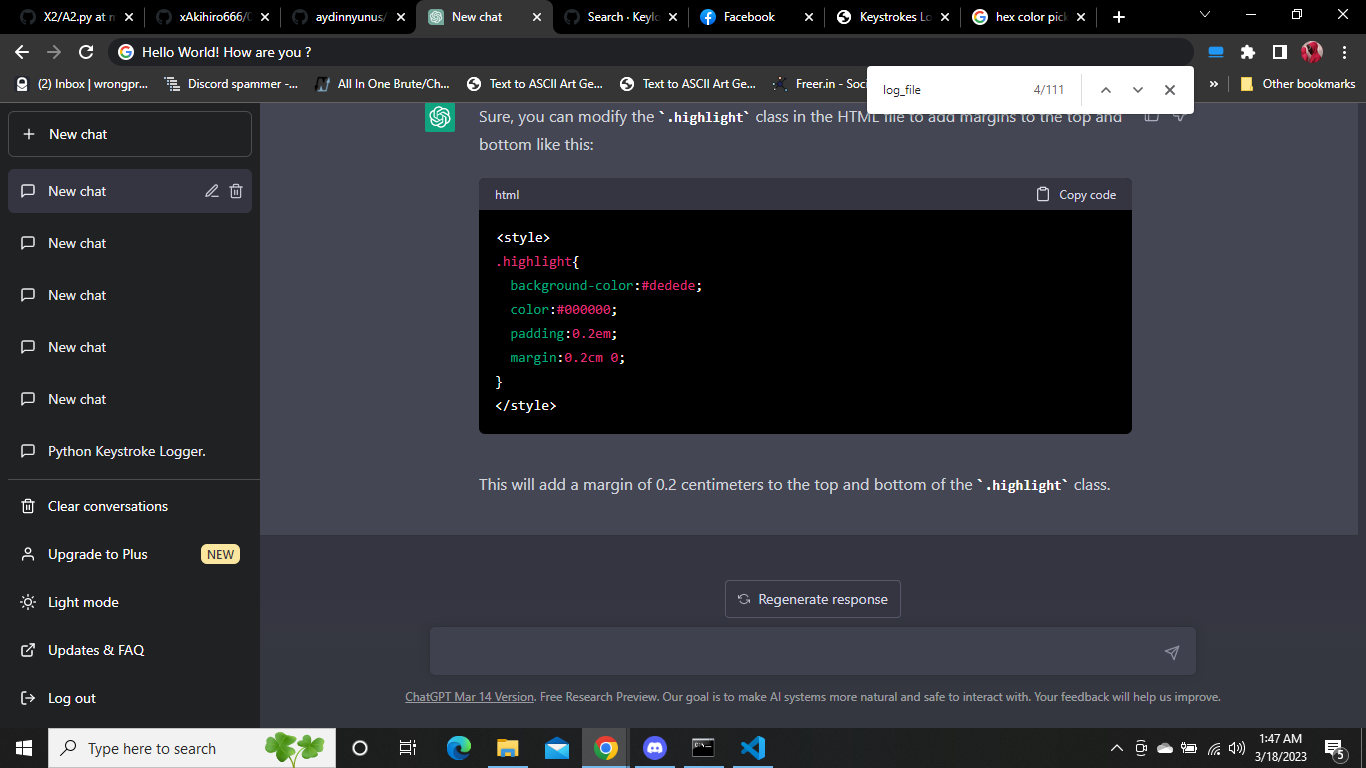 X2/A2.py at n
xAkihiro666/
aydinnyunus/
New chat
Search · Keylo
Facebook
Keystrokes Lo
hex color pick
Hello World! How are you ?
(2) Inbox | wrongpr...
Discord spammer -...
All In One Brute/Ch...
Text to ASCII Art Ge...
Text to ASCII Art Ge...
Freer.in - Soci
»
Other bookmarks
log_file
4/111
New chat
New chat
New chat
New chat
New chat
New chat
Python Keystroke Logger.
Clear conversations
Upgrade to Plus
NEW
Light mode
Updates & FAQ
Log out
Sure, you can modify the `.highlight` class in the HTML file to add margins to the top and
bottom like this:
html
Copy code
<style>
.highlight{
background-color:#dedede;
color:#000000;
padding:0.2em;
margin:0.2cm 0;
}
</style>
This will add a margin of 0.2 centimeters to the top and bottom of the `.highlight` class.
Regenerate response
ChatGPT Mar 14 Version. Free Research Preview. Our goal is to make AI systems more natural and safe to interact with. Your feedback will help us improve.
Type here to search
1:47 AM
3/18/2023
5